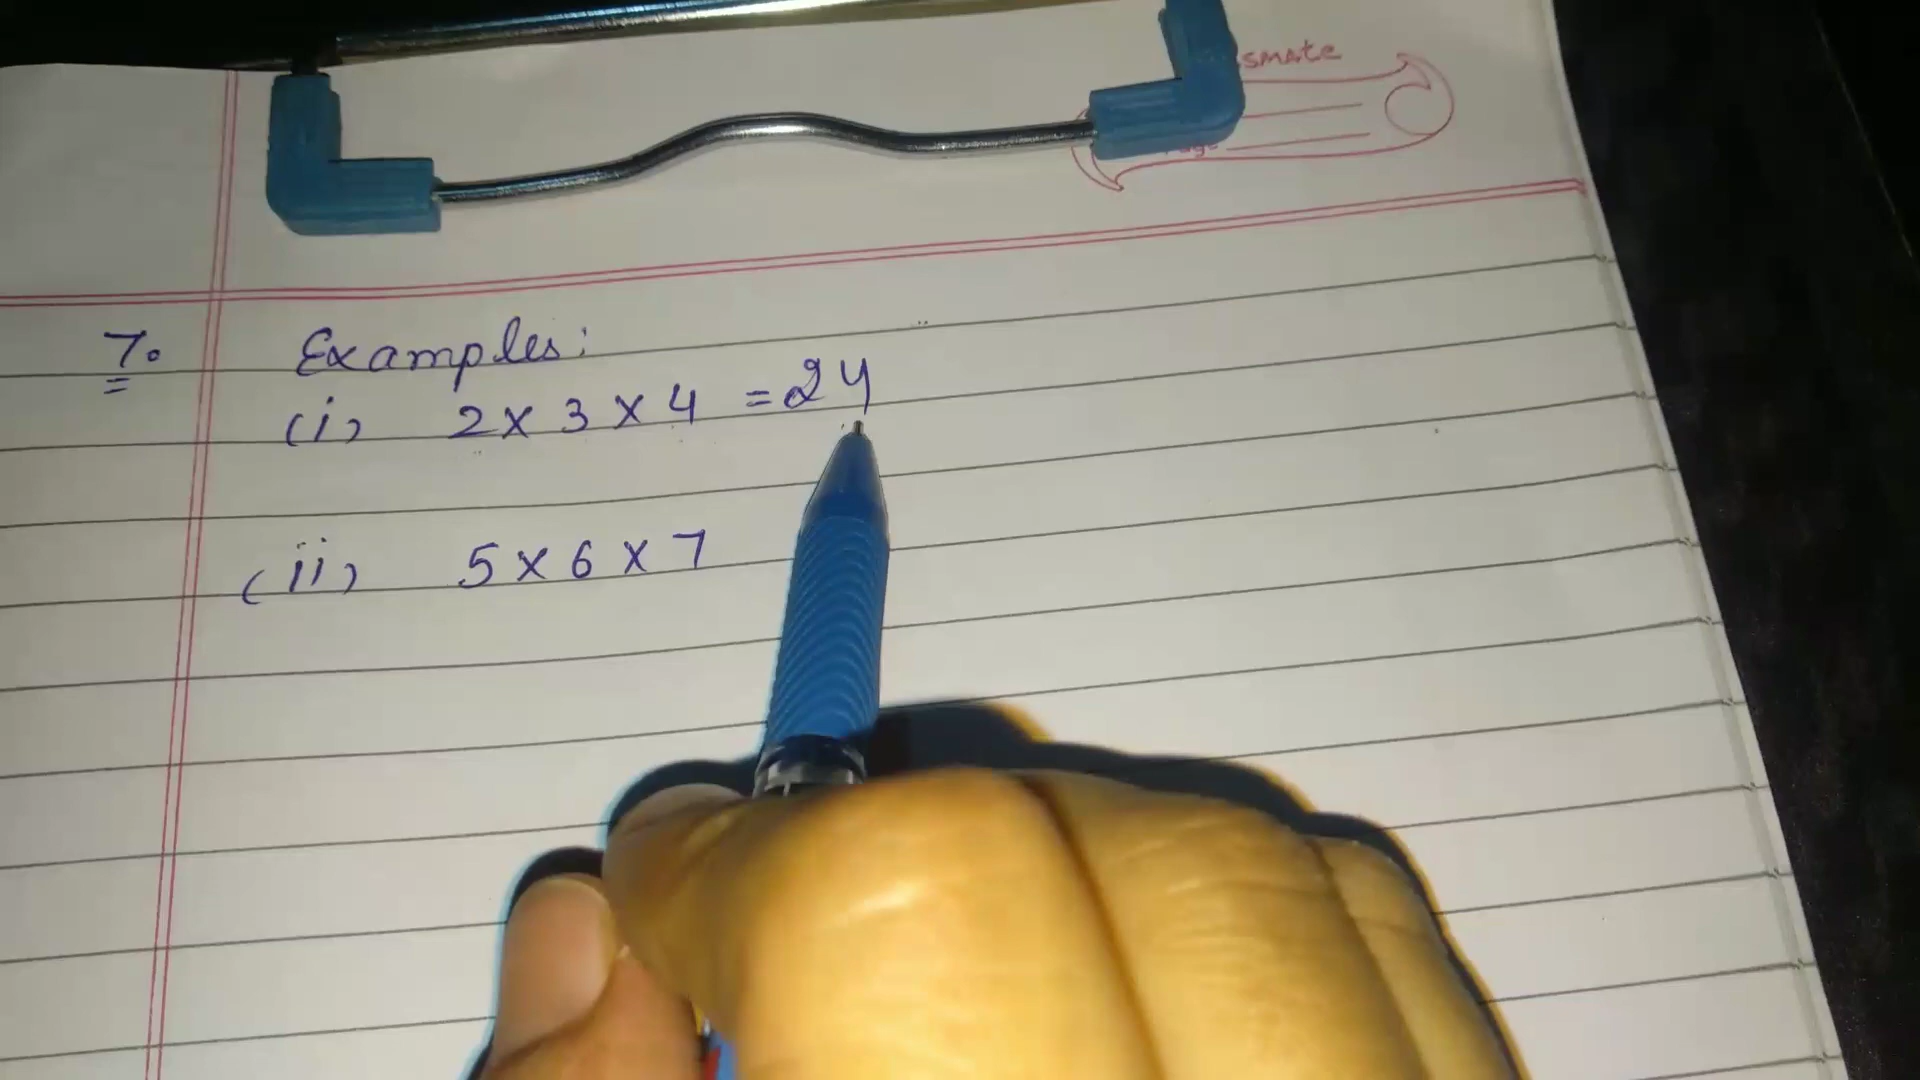 smate
7. Examples:
(i) 2 x 3 x 4 = 24
(ii) 5 x 6 x 7